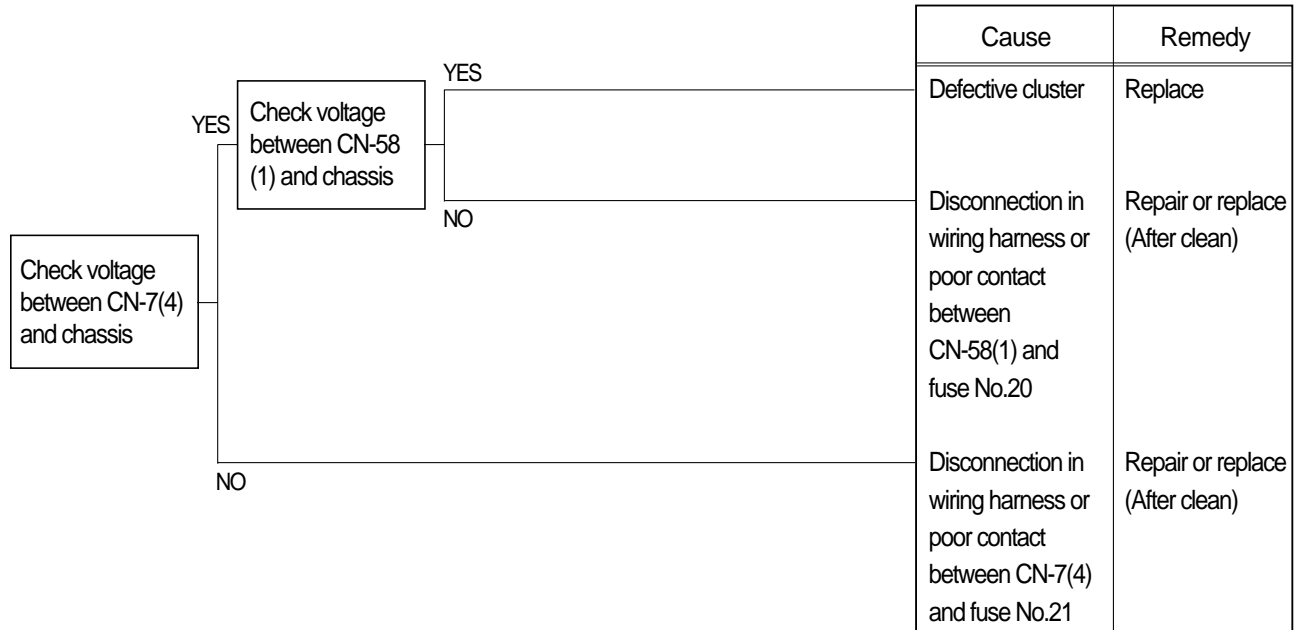 Check voltage
between CN-7(4)
and chassis
YES
NO
Check voltage
between CN-58
(1) and chassis
YES
NO
Cause
Remedy
Defective cluster
Replace
Disconnection in
wiring harness or
poor contact
between
CN-58(1) and
fuse No.20
Repair or replace
(After clean)
Disconnection in
wiring harness or
poor contact
between CN-7(4)
and fuse No.21
Repair or replace
(After clean)